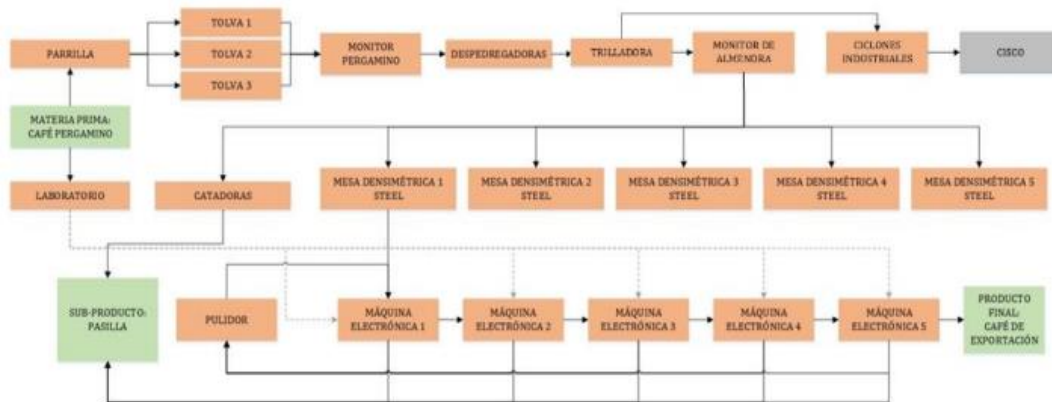 TOLVA 1
PARRILLA
TOLVA 2
TOLVA 3
MONITOR
PERGAMINO
DESPEDREGADORAS
TRILLADORA
MONITOR DE
ALMENDRA
CICLONES
INDUSTRIALES
CISCO
MATERIA PRIMA:
CAFÉ PERGAMINO
LABORATORIO
CATADORAS
MESA DENSIMÉTRICA 1
STEEL
MESA DENSIMÉTRICA 2
STEEL
MESA DENSIMÉTRICA 3
STEEL
MESA DENSIMÉTRICA 4
STEEL
MESA DENSIMÉTRICA 5
STEEL
SUB-PRODUCTO:
PASILLA
PULIDOR
MÁQUINA
ELECTRÓNICA 1
MÁQUINA
ELECTRÓNICA 2
MÁQUINA
ELECTRÓNICA 3
MÁQUINA
ELECTRÓNICA 4
MÁQUINA
ELECTRÓNICA 5
PRODUCTO
FINAL:
CAFÉ DE
EXPORTACIÓN